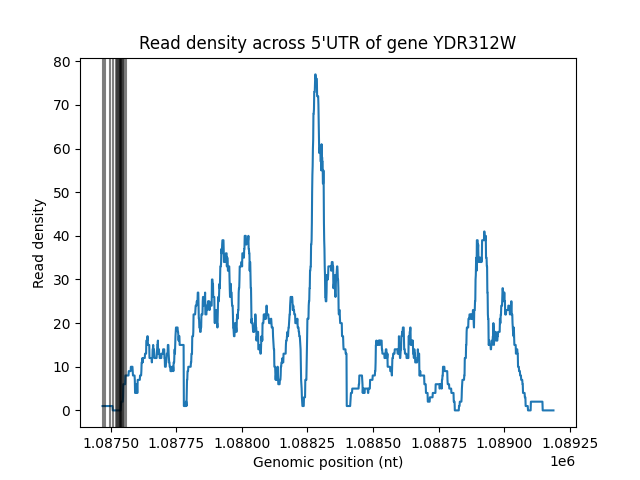 Read density across 5'UTR of gene YDR312W
80
70
60
50
40
30
20
10
0
Read density
1.08750 1.08775 1.08800 1.08825 1.08850 1.08875 1.08900 1.08925
Genomic position (nt)
1e6